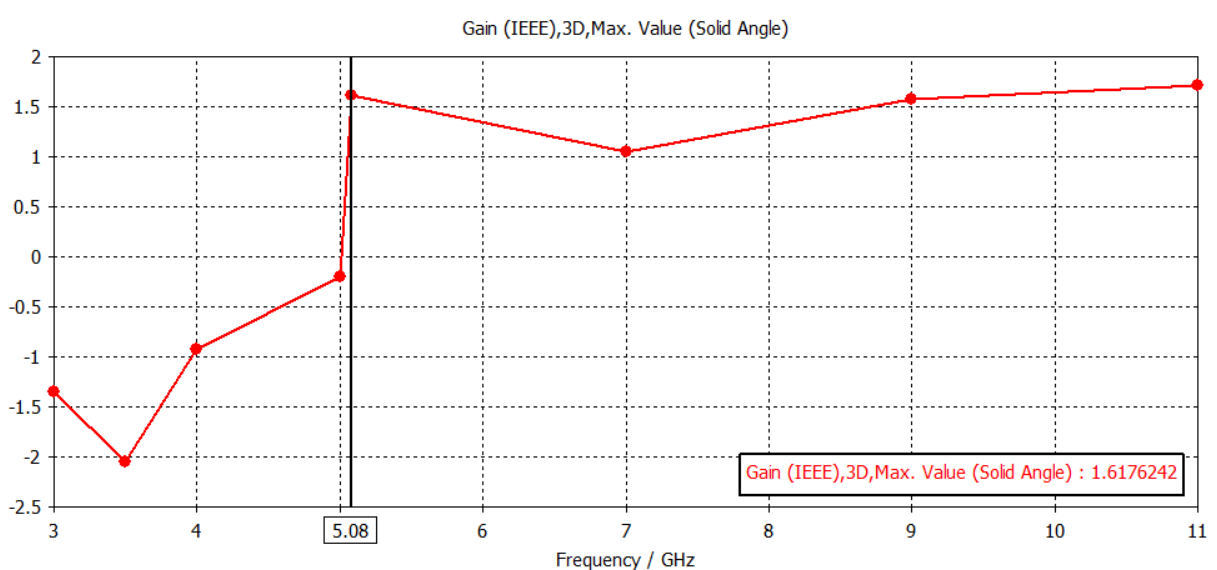 Gain (IEEE),3D,Max. Value (Solid Angle)
2
1.5
1
0.5
0
-0.5
-1
-1.5
-2
-2.5
Gain (IEEE),3D,Max. Value (Solid Angle) : 1.6176242
3 4 5.08 6 7 8 9 10 11
Frequency / GHz